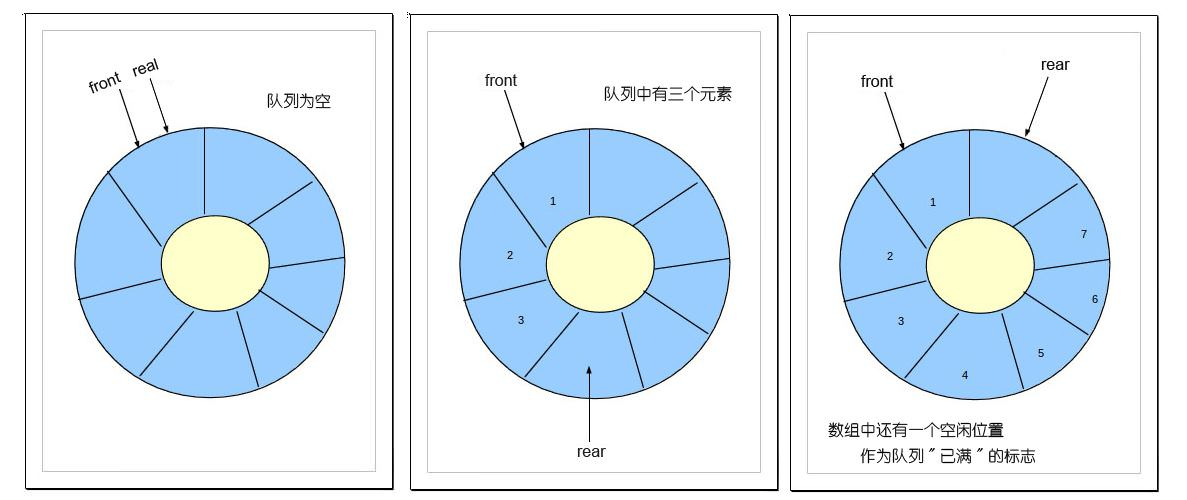 front real
队列为空
front
队列中有三个元素
1
2
3
rear
front
rear
1
2
3
4
5
6
7
数组中还有一个空闲位置
作为队列"已满"的标志